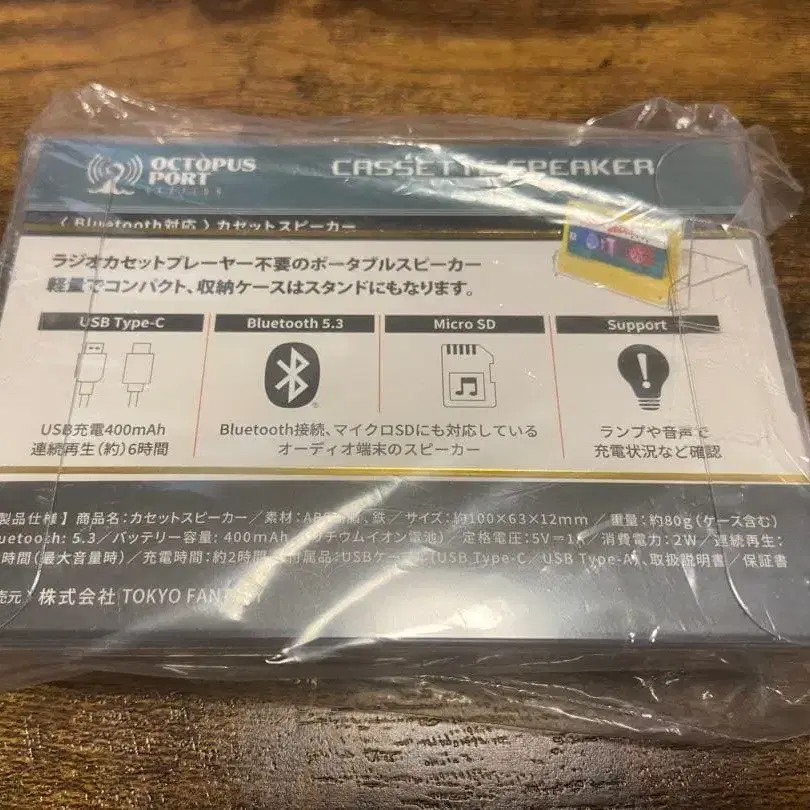 OCTOPUS PORT
CASSETTE SPEAKER
〈 Bluetooth対応 〉カセットスピーカー
ラジオカセットプレーヤー不要のポータブルスピーカー
軽量でコンパクト、収納ケースはスタンドにもなります。
USB Type-C
Bluetooth 5.3
Micro SD
Support
USB充電400mAh
連続再生(約)6時間
Bluetooth接続、マイクロSDにも対応している
オーディオ端末のスピーカー
ランプや音声で
充電状況など確認
製品仕様】商品名:カセットスピーカー／素材:ABS 、鉄／サイズ:約100×63×12mm／重量:約80g(ケース含む)
uetooth: 5.3／バッテリー容量: 400mAh リチウムイオン電池)／定格電圧:5V⎓1A／消費電力:2W／連続再生:
時間(最大音量時)／充電時間:約2時間 付属品:USBケーブル(USB Type-C／USB Type-A)、取扱説明書／保証書
売元 株式会社 TOKYO FAN